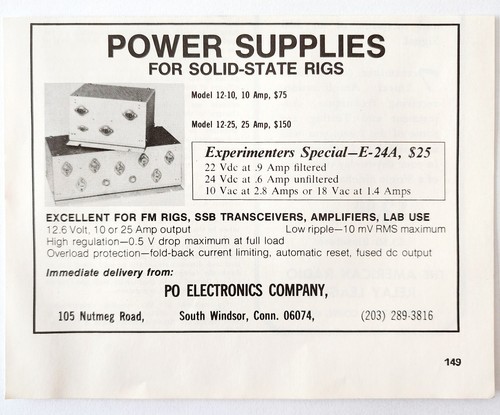 POWER SUPPLIES
FOR SOLID-STATE RIGS
Model 12-10, 10 Amp, $75
Model 12-25, 25 Amp, $150
Experimenters Special—E-24A, $25
22 Vdc at .9 Amp filtered
24 Vdc at .6 Amp unfiltered
10 Vac at 2.8 Amps or 18 Vac at 1.4 Amps
EXCELLENT FOR FM RIGS, SSB TRANSCEIVERS, AMPLIFIERS, LAB USE
12.6 Volt, 10 or 25 Amp output Low ripple—10 mV RMS maximum
High regulation—0.5 V drop maximum at full load
Overload protection—fold-back current limiting, automatic reset, fused dc output
Immediate delivery from:
PO ELECTRONICS COMPANY,
105 Nutmeg Road, South Windsor, Conn. 06074, (203) 289-3816
149